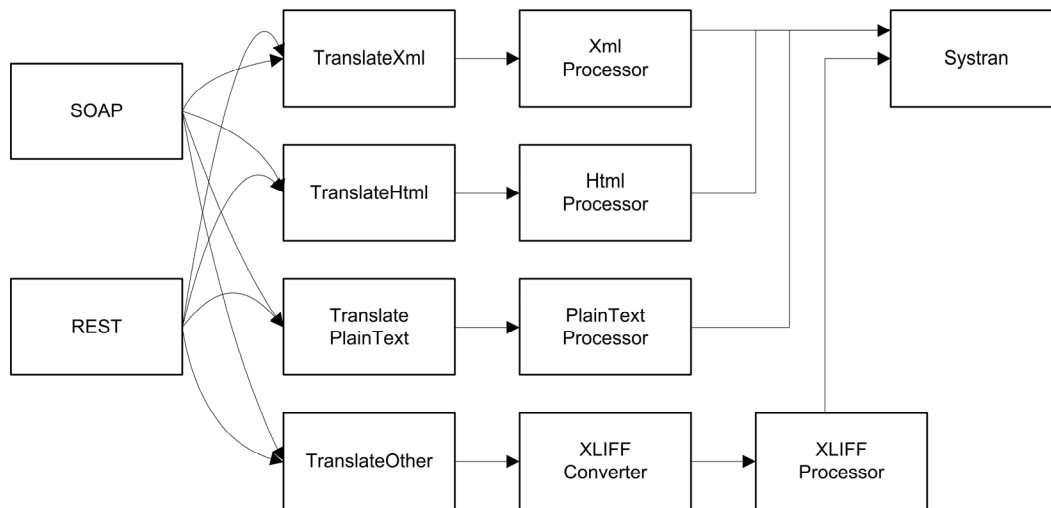 SOAP
REST
TranslateXml
Xml
Processor
Systran
TranslateHtml
Html
Processor
Translate
PlainText
PlainText
Processor
TranslateOther
XLIFF
Converter
XLIFF
Processor